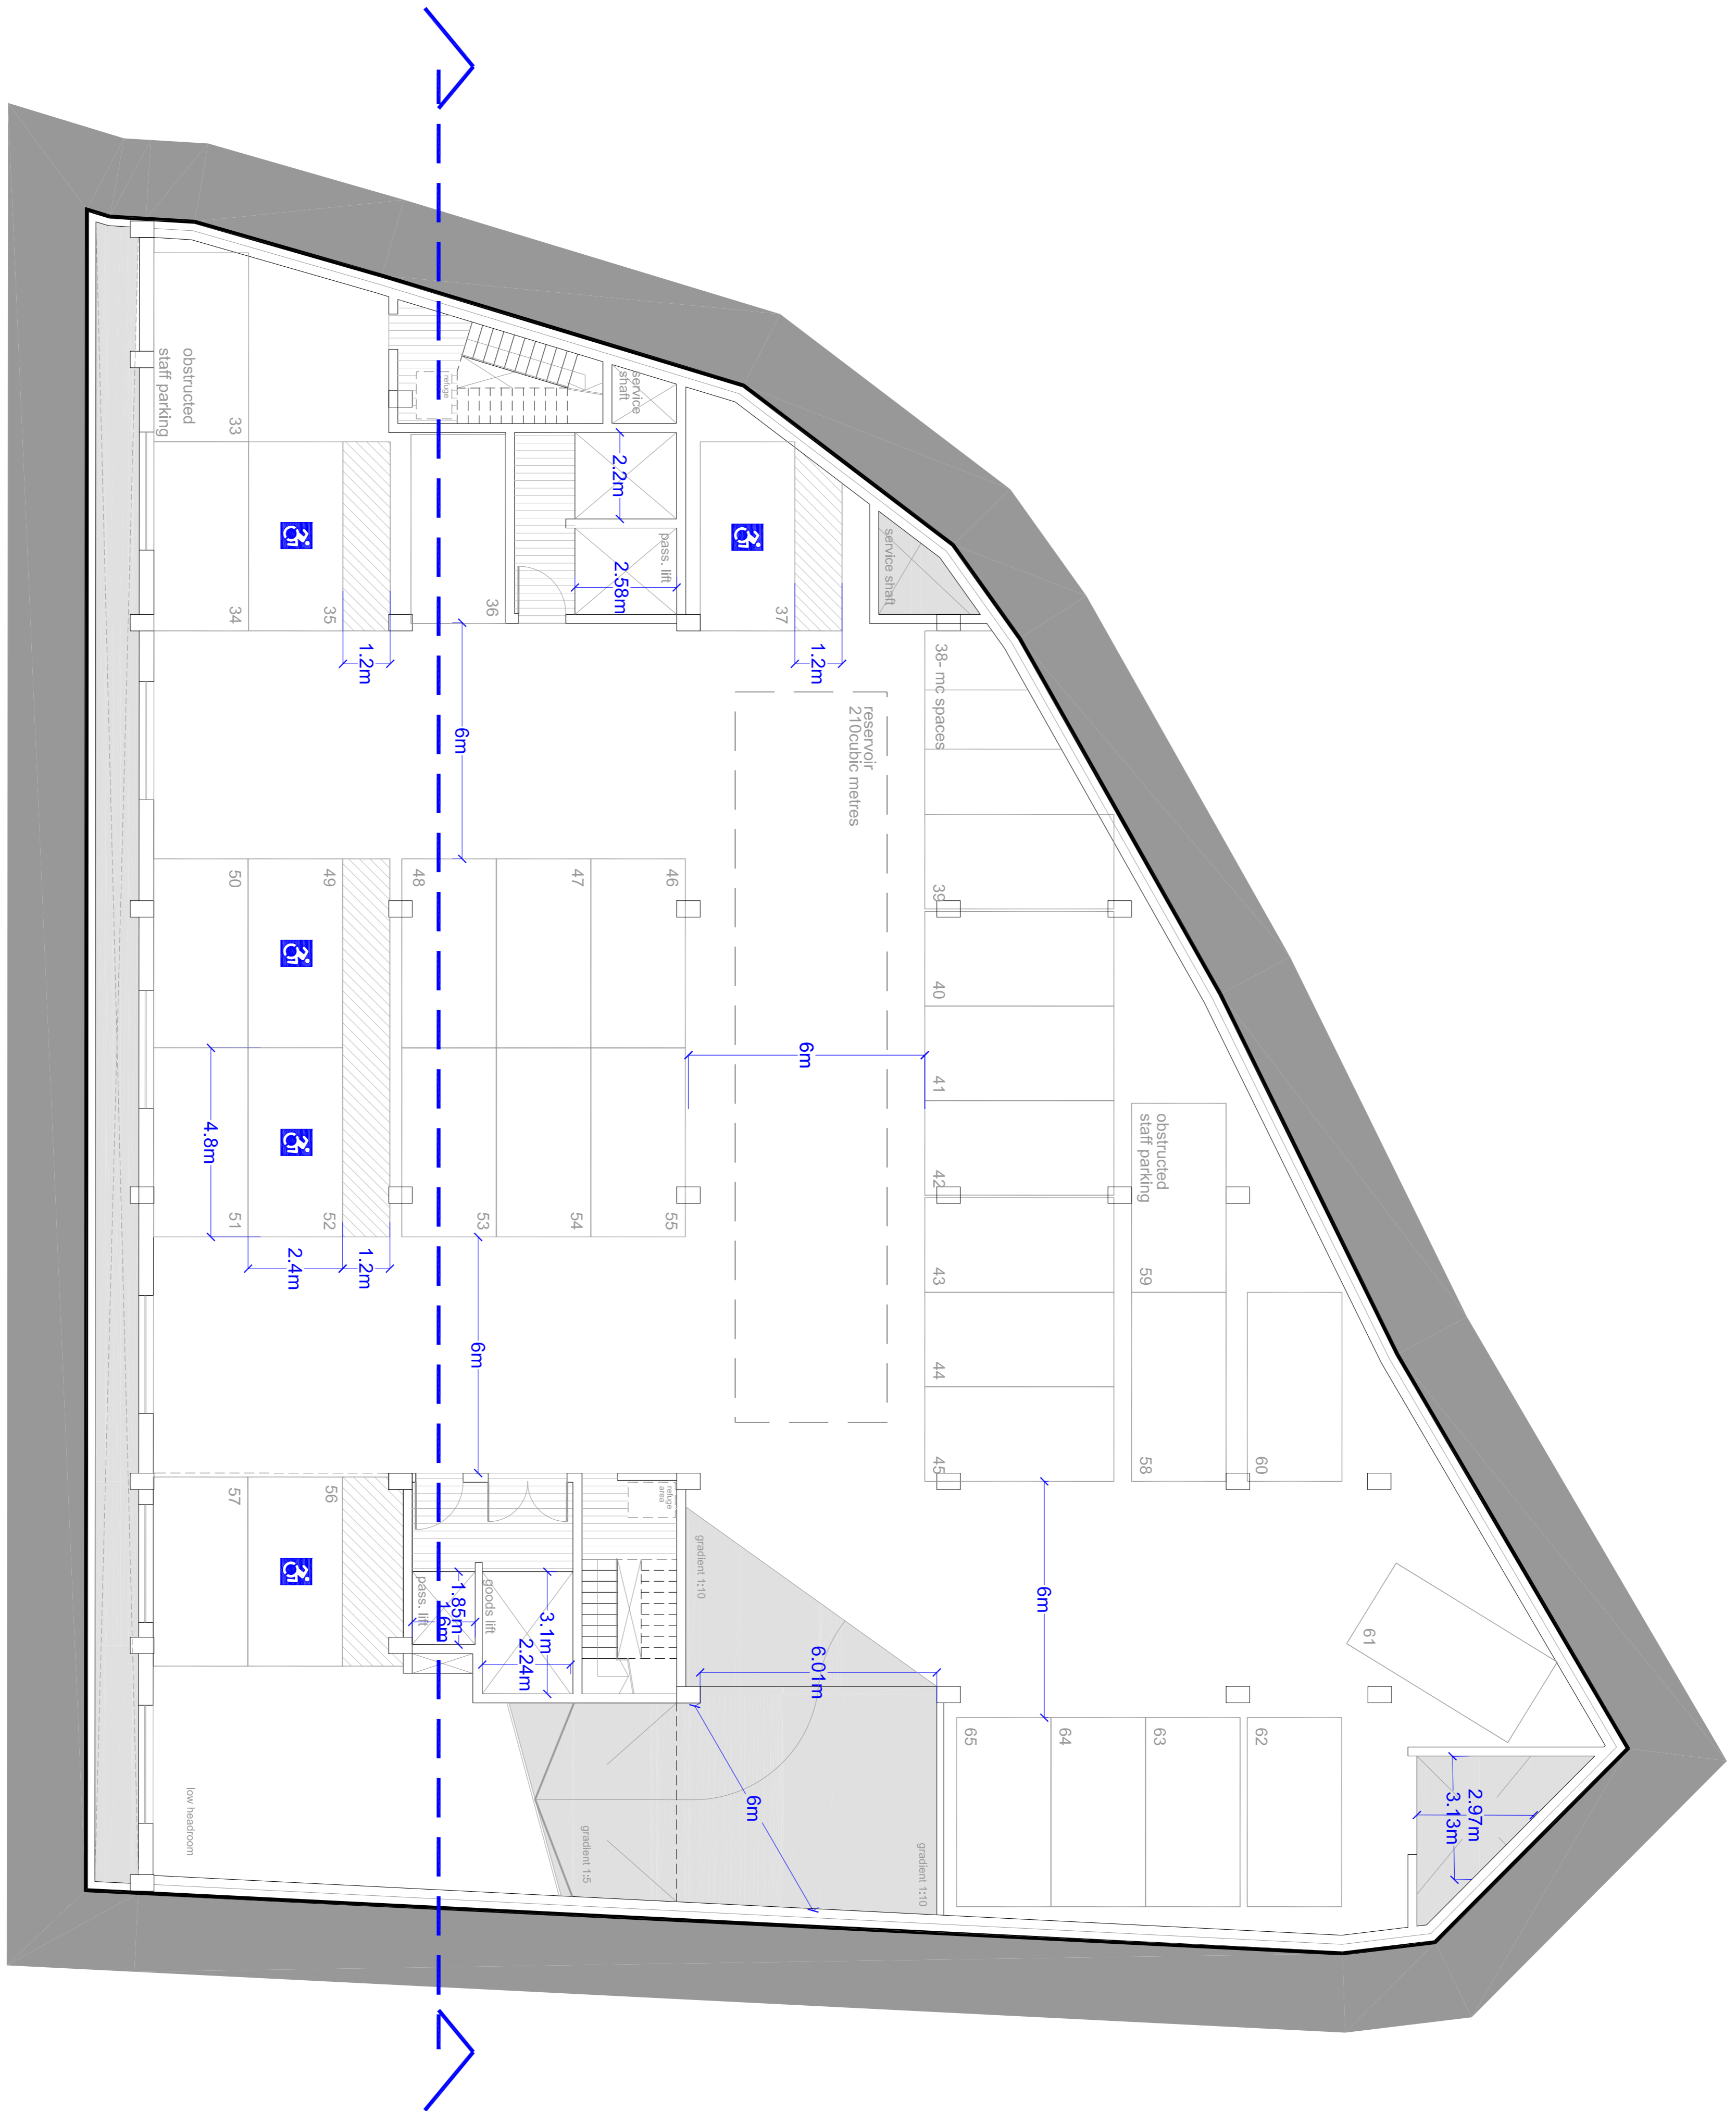 refuge
service
shaft
obstructed
staff parking
33
2.2m
pass. lift
2.58m
service shaft
34
35
36
37
1.2m
1.2m
38- mc spaces
reservoir
210cubic metres
6m
50
49
48
47
46
39
40
6m
41
4.8m
42
obstructed
staff parking
51
52
53
54
55
2.4m
1.2m
43
59
6m
44
45
58
60
57
56
refuge
area
gradient 1:10
pass. lift
1.85m
1.6m
goods lift
3.1m
2.24m
6m
61
6.01m
65
64
63
62
2.97m
3.13m
6m
low headroom
gradient 1:5
gradient 1:10